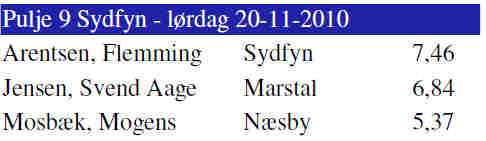 Pulje 9 Sydfyn - lørdag 20-11-2010
Arentsen, Flemming Sydfyn 7,46
Jensen, Svend Aage Marstal 6,84
Mosbæk, Mogens Næsby 5,37